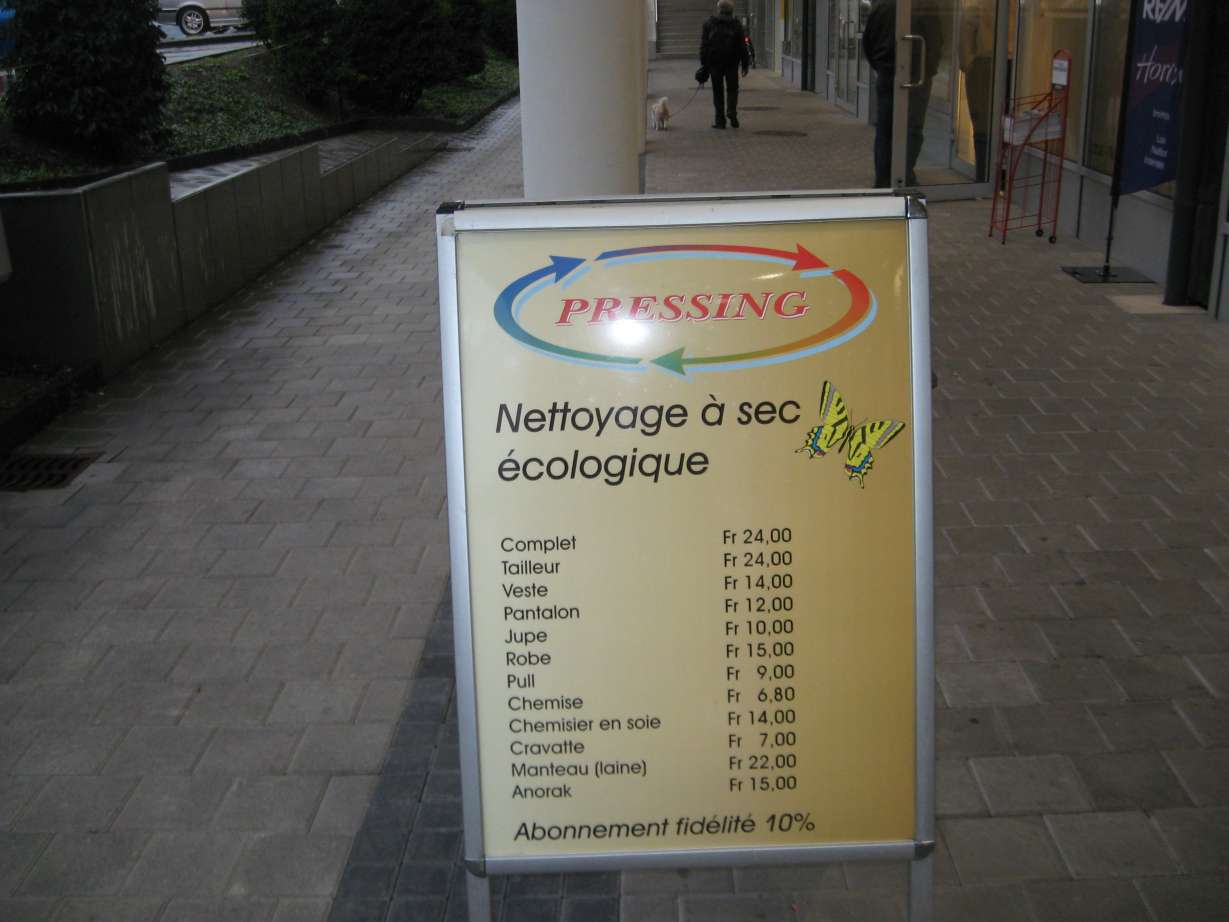 PRESSING
Nettoyage à sec
écologique
Complet Fr 24,00
Tailleur Fr 24,00
Veste Fr 14,00
Pantalon Fr 12,00
Jupe Fr 10,00
Robe Fr 15,00
Pull Fr 9,00
Chemise Fr 6,80
Chemisier en soie Fr 14,00
Cravatte Fr 7,00
Manteau (laine) Fr 22,00
Anorak Fr 15,00
Abonnement fidélité 10%